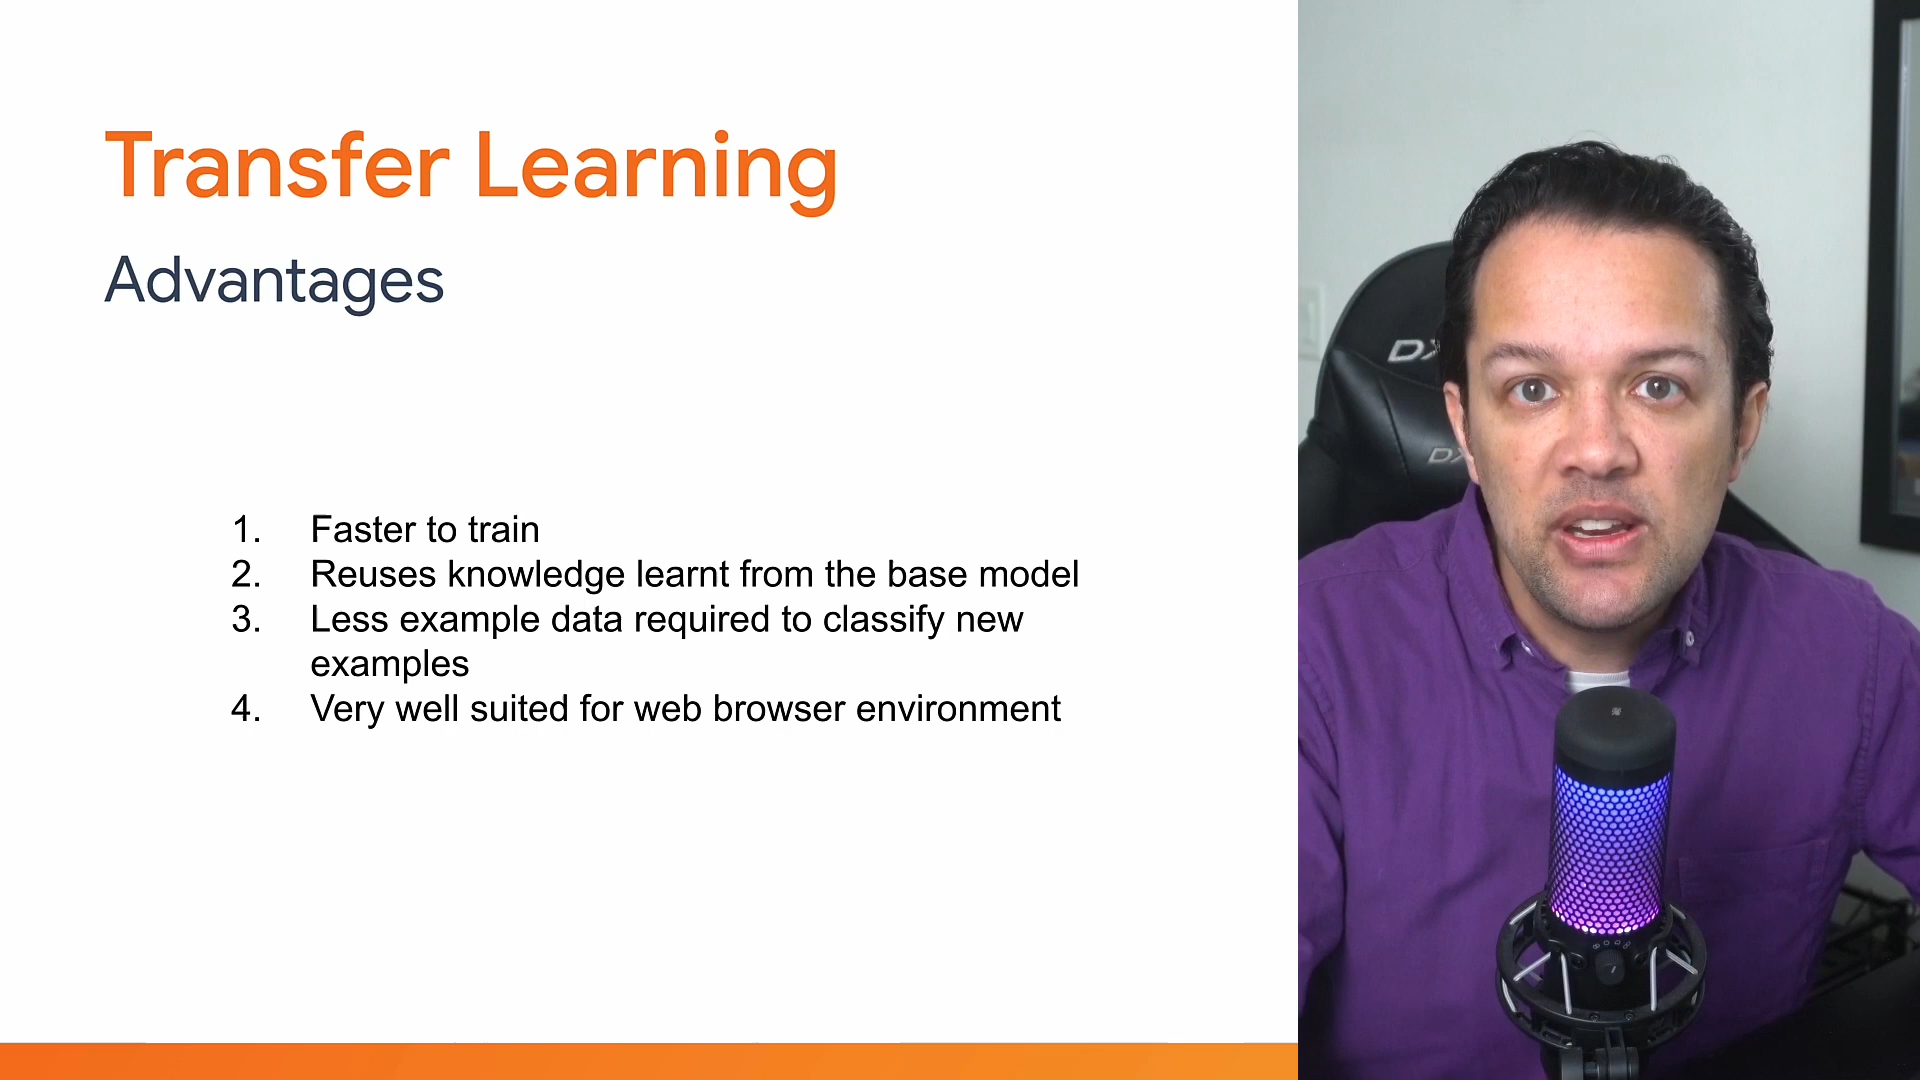 Transfer Learning
Advantages
1. Faster to train
2. Reuses knowledge learnt from the base model
3. Less example data required to classify new
examples
4. Very well suited for web browser environment